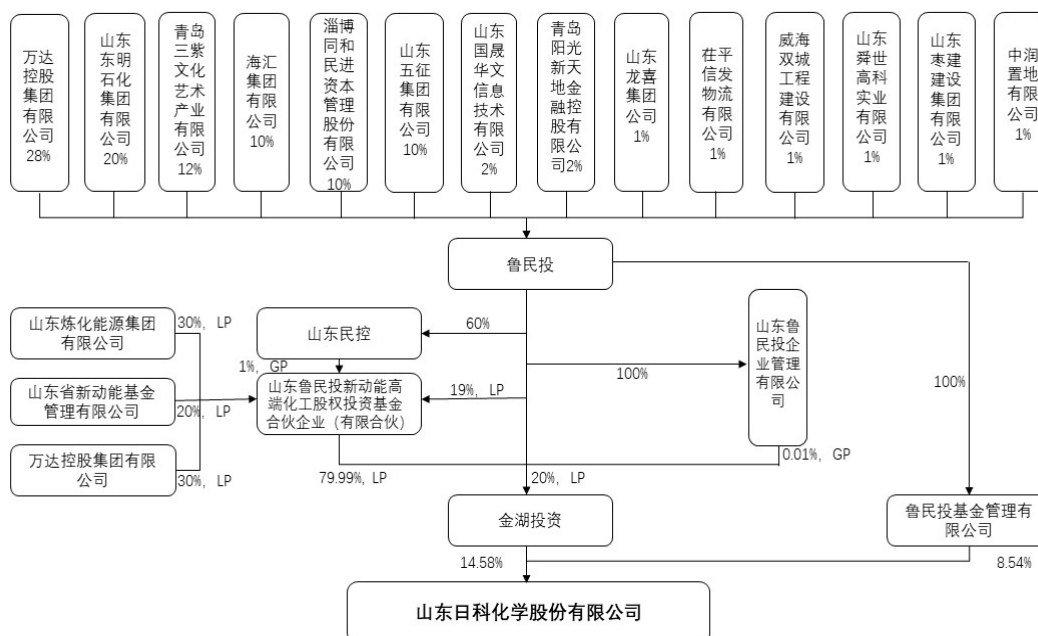 万达
控股
集团
有限
公司
28%
山东
东明
石化
集团
有限
公司
20%
青岛
三紫
文化
艺术
产业
有限
公司
12%
海汇
集团
有限
公司
10%
淄博
同和
民进
资本
管理
股份
有限
公司
10%
山东
五征
集团
有限
公司
10%
山东
国晟
华文
信息
技术
有限
公司
2%
青岛
阳光
新天
地金
融控
股有
限公
司2%
山东
龙喜
集团
公司
1%
茌平
信发
物流
有限
公司
1%
威海
双城
工程
建设
有限
公司
1%
山东
舜世
高科
实业
有限
公司
1%
山东
枣建
建设
集团
有限
公司
1%
中润
置地
有限
公司
1%
鲁民投
山东炼化能源集团
有限公司
30%，LP
山东民控
60%
山东鲁
民投企
业管理
有限公
司
1%，GP
100%
100%
山东省新动能基金
管理有限公司
20%，LP
山东鲁民投新动能高
端化工股权投资基金
合伙企业（有限合伙）
19%，LP
万达控股集团有限
公司
30%，LP
79.99%, LP
20%，LP
0.01%，GP
金湖投资
鲁民投基金管理有
限公司
14.58%
8.54%
山东日科化学股份有限公司